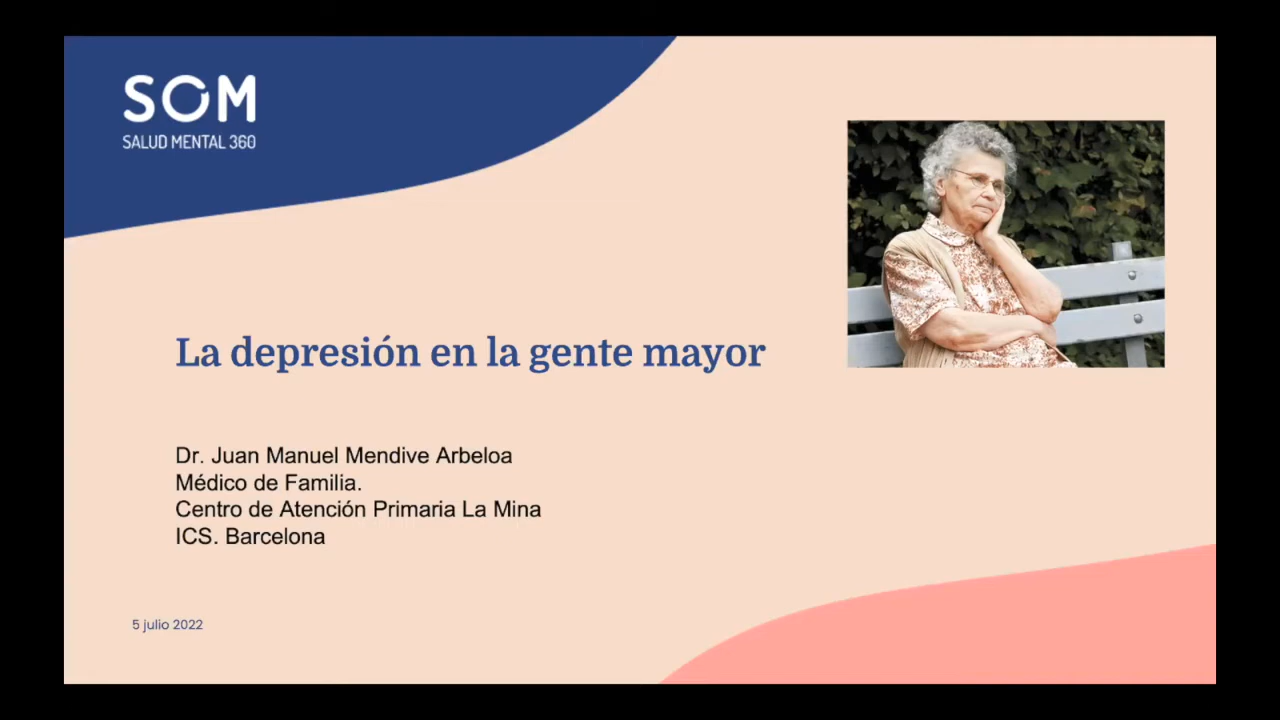 SOM
SALUD MENTAL 360
La depresión en la gente mayor
Dr. Juan Manuel Mendive Arbeloa
Médico de Familia.
Centro de Atención Primaria La Mina
ICS. Barcelona
5 julio 2022